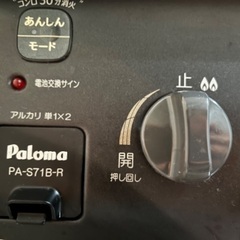 コンロ30分消火
あんしん
モード
電池交換サイン
アルカリ 単1×2
Paloma
PA-S71B-R
止
開
押し回し